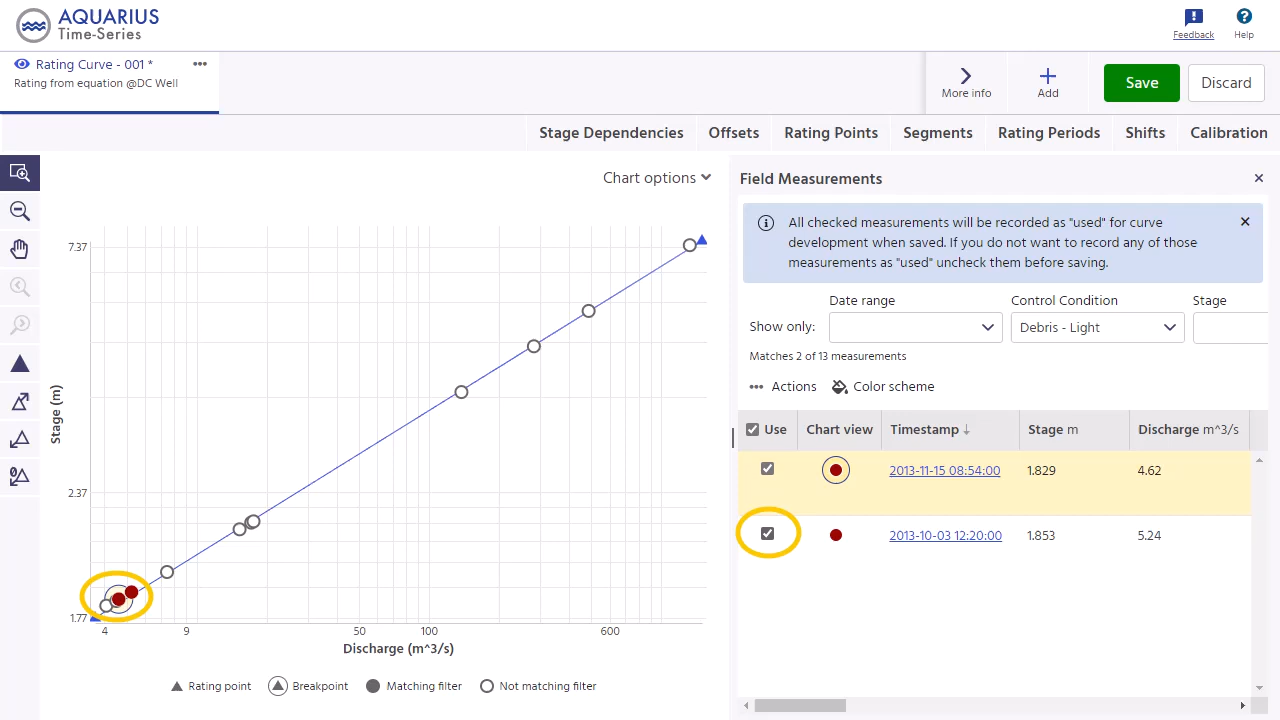 AQUARIUS
Time-Series
Feedback
Help
Rating Curve - 001 *
Rating from equation @DC Well
More info
Add
Save
Discard
Stage Dependencies
Offsets
Rating Points
Segments
Rating Periods
Shifts
Calibration
Chart options
Field Measurements
All checked measurements will be recorded as "used" for curve
development when saved. If you do not want to record any of those
measurements as "used" uncheck them before saving.
Show only:
Date range
Control Condition
Stage
Debris - Light
Matches 2 of 13 measurements
Actions
Color scheme
Use
Chart view
Timestamp
Stage m
Discharge m^3/s
2013-11-15 08:54:00
1.829
4.62
2013-10-03 12:20:00
1.853
5.24
7.37
2.37
1.77
Stage (m)
4
9
50
100
600
Discharge (m^3/s)
Rating point
Breakpoint
Matching filter
Not matching filter